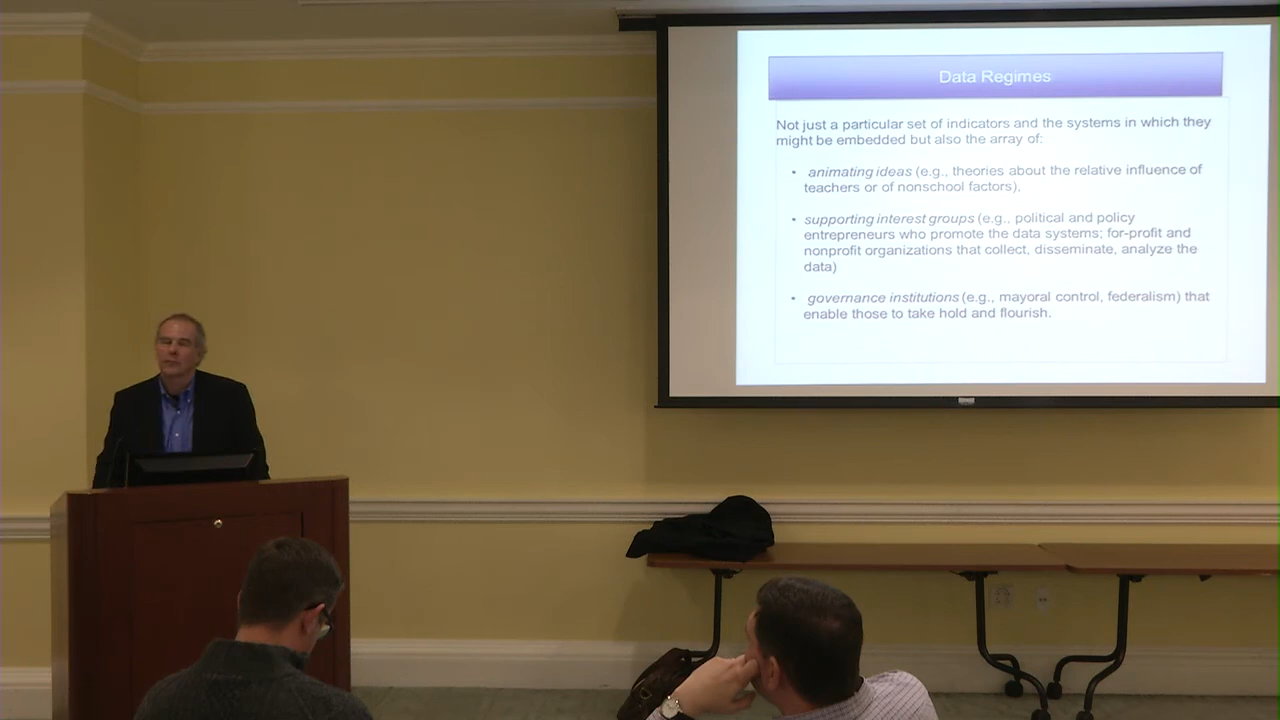 Data Regimes
Not just a particular set of indicators and the systems in which they
might be embedded but also the array of:
• animating ideas (e.g., theories about the relative influence of
teachers or of nonschool factors),
• supporting interest groups (e.g., political and policy
entrepreneurs who promote the data systems; for-profit and
nonprofit organizations that collect, disseminate, analyze the
data)
• governance institutions (e.g., mayoral control, federalism) that
enable those to take hold and flourish.